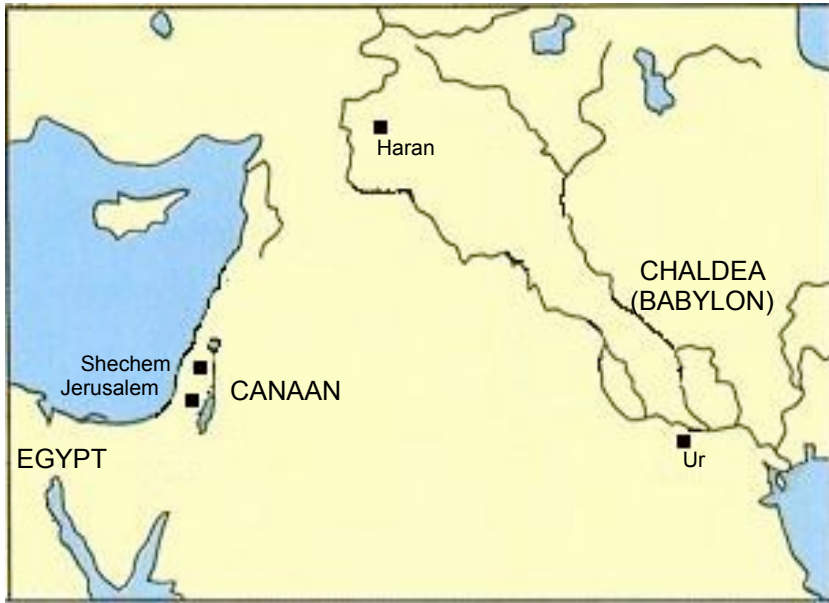 Haran
CHALDEA
(BABYLON)
Shechem
Jerusalem
CANAAN
Ur
EGYPT